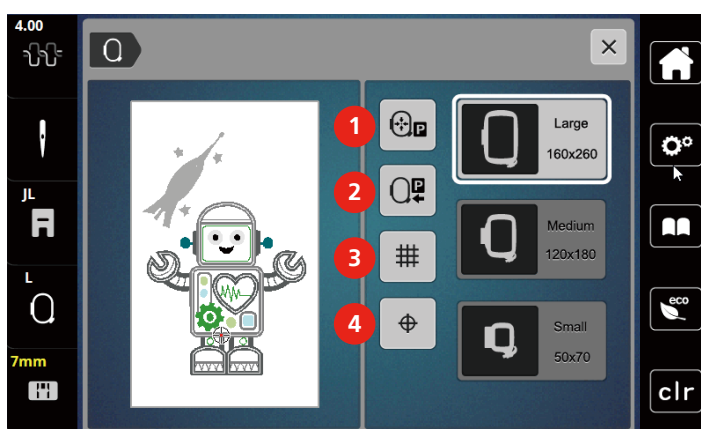 4.00
JL
L
7mm
1
P
2
P
3
4
Large
160x260
Medium
120x180
Small
50x70
eco
clr